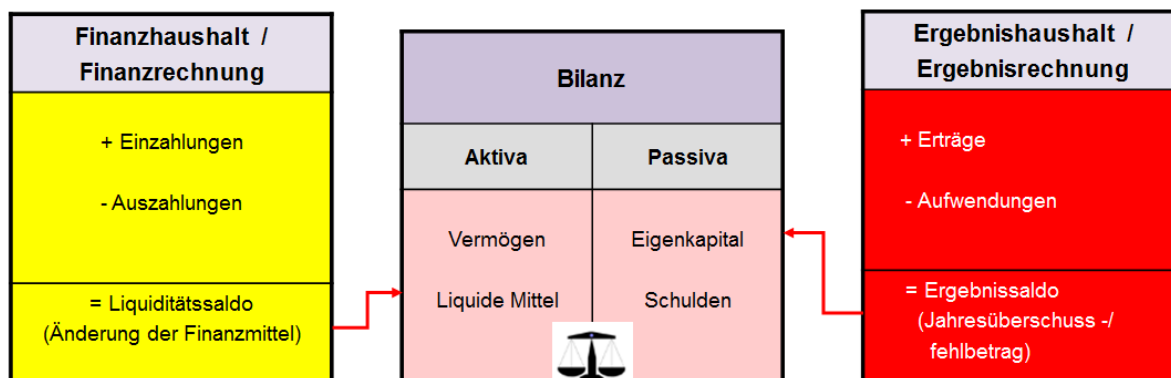 Finanzhaushalt /
Finanzrechnung
+ Einzahlungen
- Auszahlungen
= Liquiditätssaldo
(Änderung der Finanzmittel)
Bilanz
Aktiva
Passiva
Vermögen
Eigenkapital
Liquide Mittel
Schulden
Ergebnishaushalt /
Ergebnisrechnung
+ Erträge
- Aufwendungen
= Ergebnissaldo
(Jahresüberschuss -/
fehlbetrag)